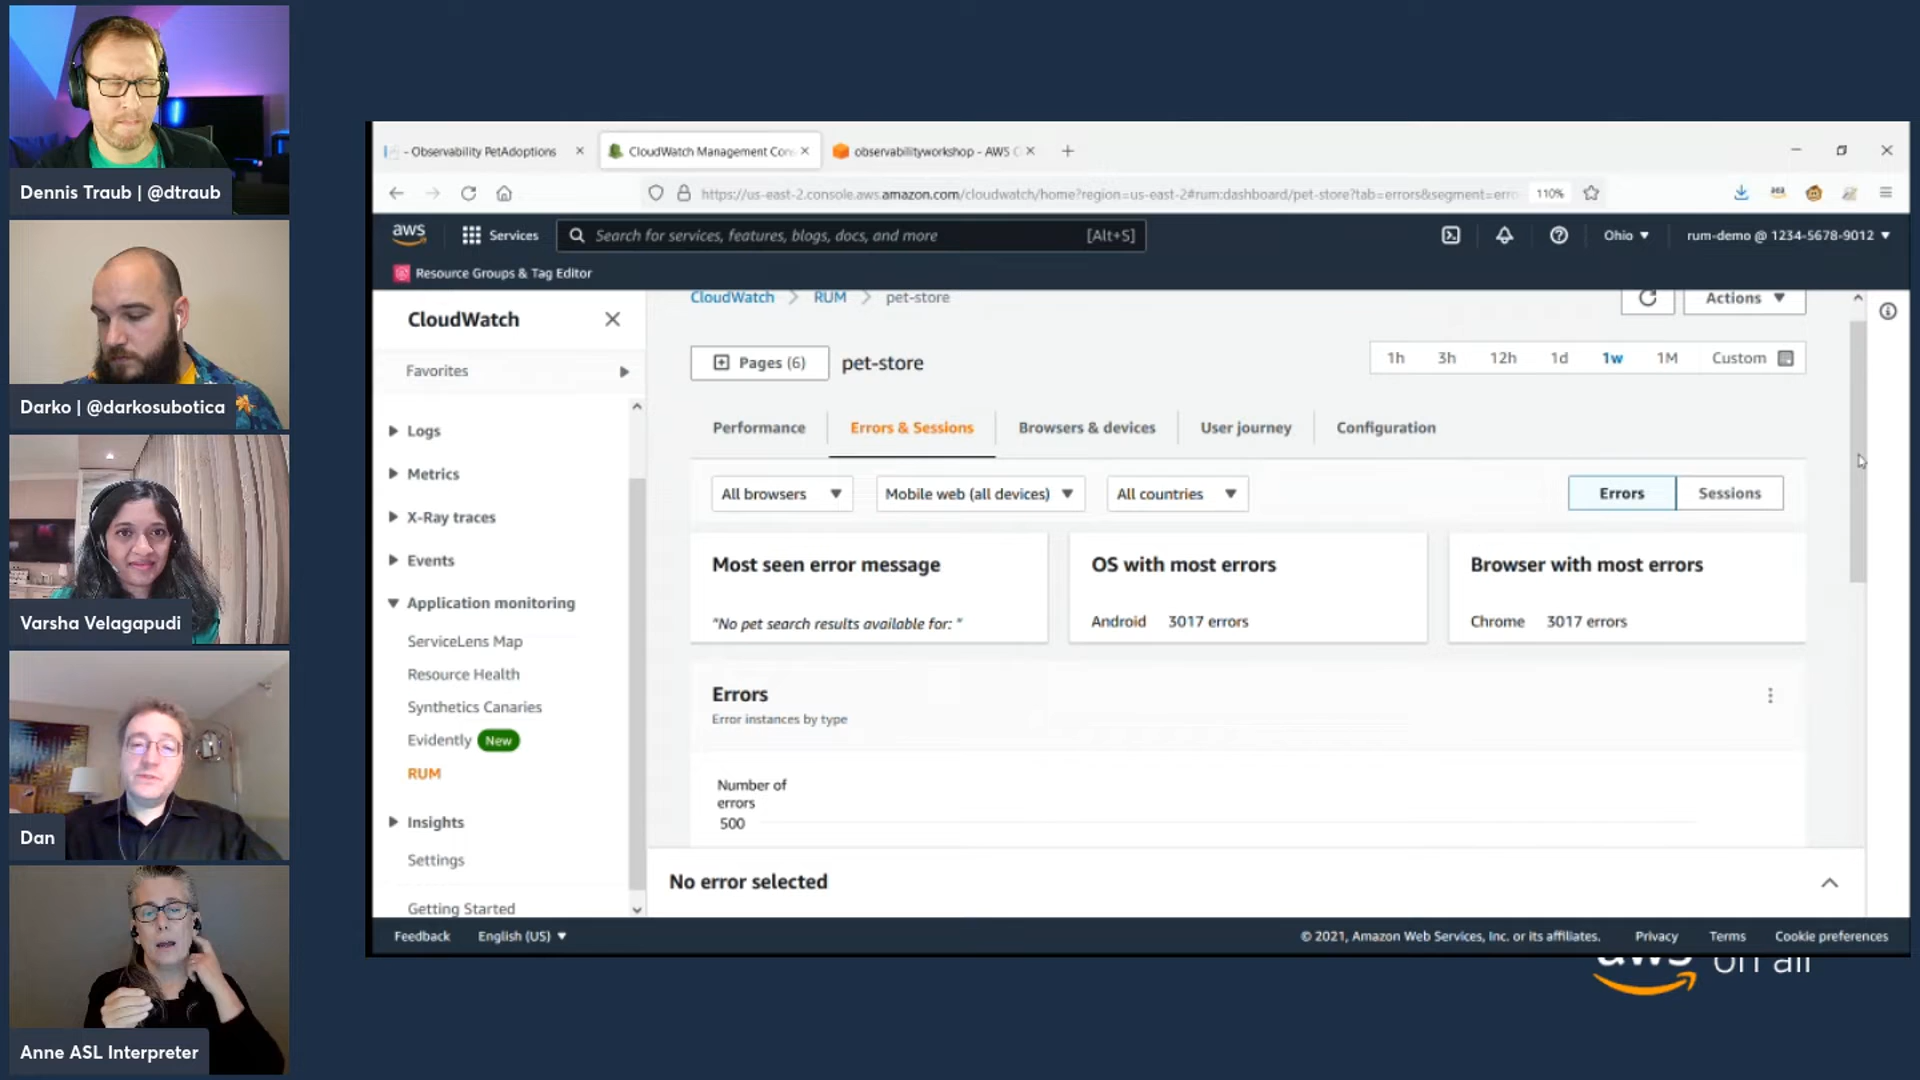 Dennis Traub | @dtraub
Darko | @darkosubotica
Varsha Velagapudi
Dan
Anne ASL Interpreter
- Observability PetAdoptions
CloudWatch Management Con
observabilityworkshop - AWS C
https://us-east-2.console.aws.amazon.com/cloudwatch/home?region=us-east-2#rum:dashboard/pet-store?tab=errors&segment=erro
110%
aws
Services
Search for services, features, blogs, docs, and more
[Alt+S]
Ohio
rum-demo @ 1234-5678-9012
Resource Groups & Tag Editor
CloudWatch
Favorites
Logs
Metrics
X-Ray traces
Events
Application monitoring
ServiceLens Map
Resource Health
Synthetics Canaries
Evidently New
RUM
Insights
Settings
Getting Started
CloudWatch > RUM > pet-store
Actions
Pages (6)
pet-store
1h 3h 12h 1d 1w 1M Custom
Performance
Errors & Sessions
Browsers & devices
User journey
Configuration
All browsers
Mobile web (all devices)
All countries
Errors
Sessions
Most seen error message
"No pet search results available for: "
OS with most errors
Android 3017 errors
Browser with most errors
Chrome 3017 errors
Errors
Error instances by type
Number of
errors
500
No error selected
Feedback
English (US)
© 2021, Amazon Web Services, Inc. or its affiliates.
Privacy
Terms
Cookie preferences
aws on air